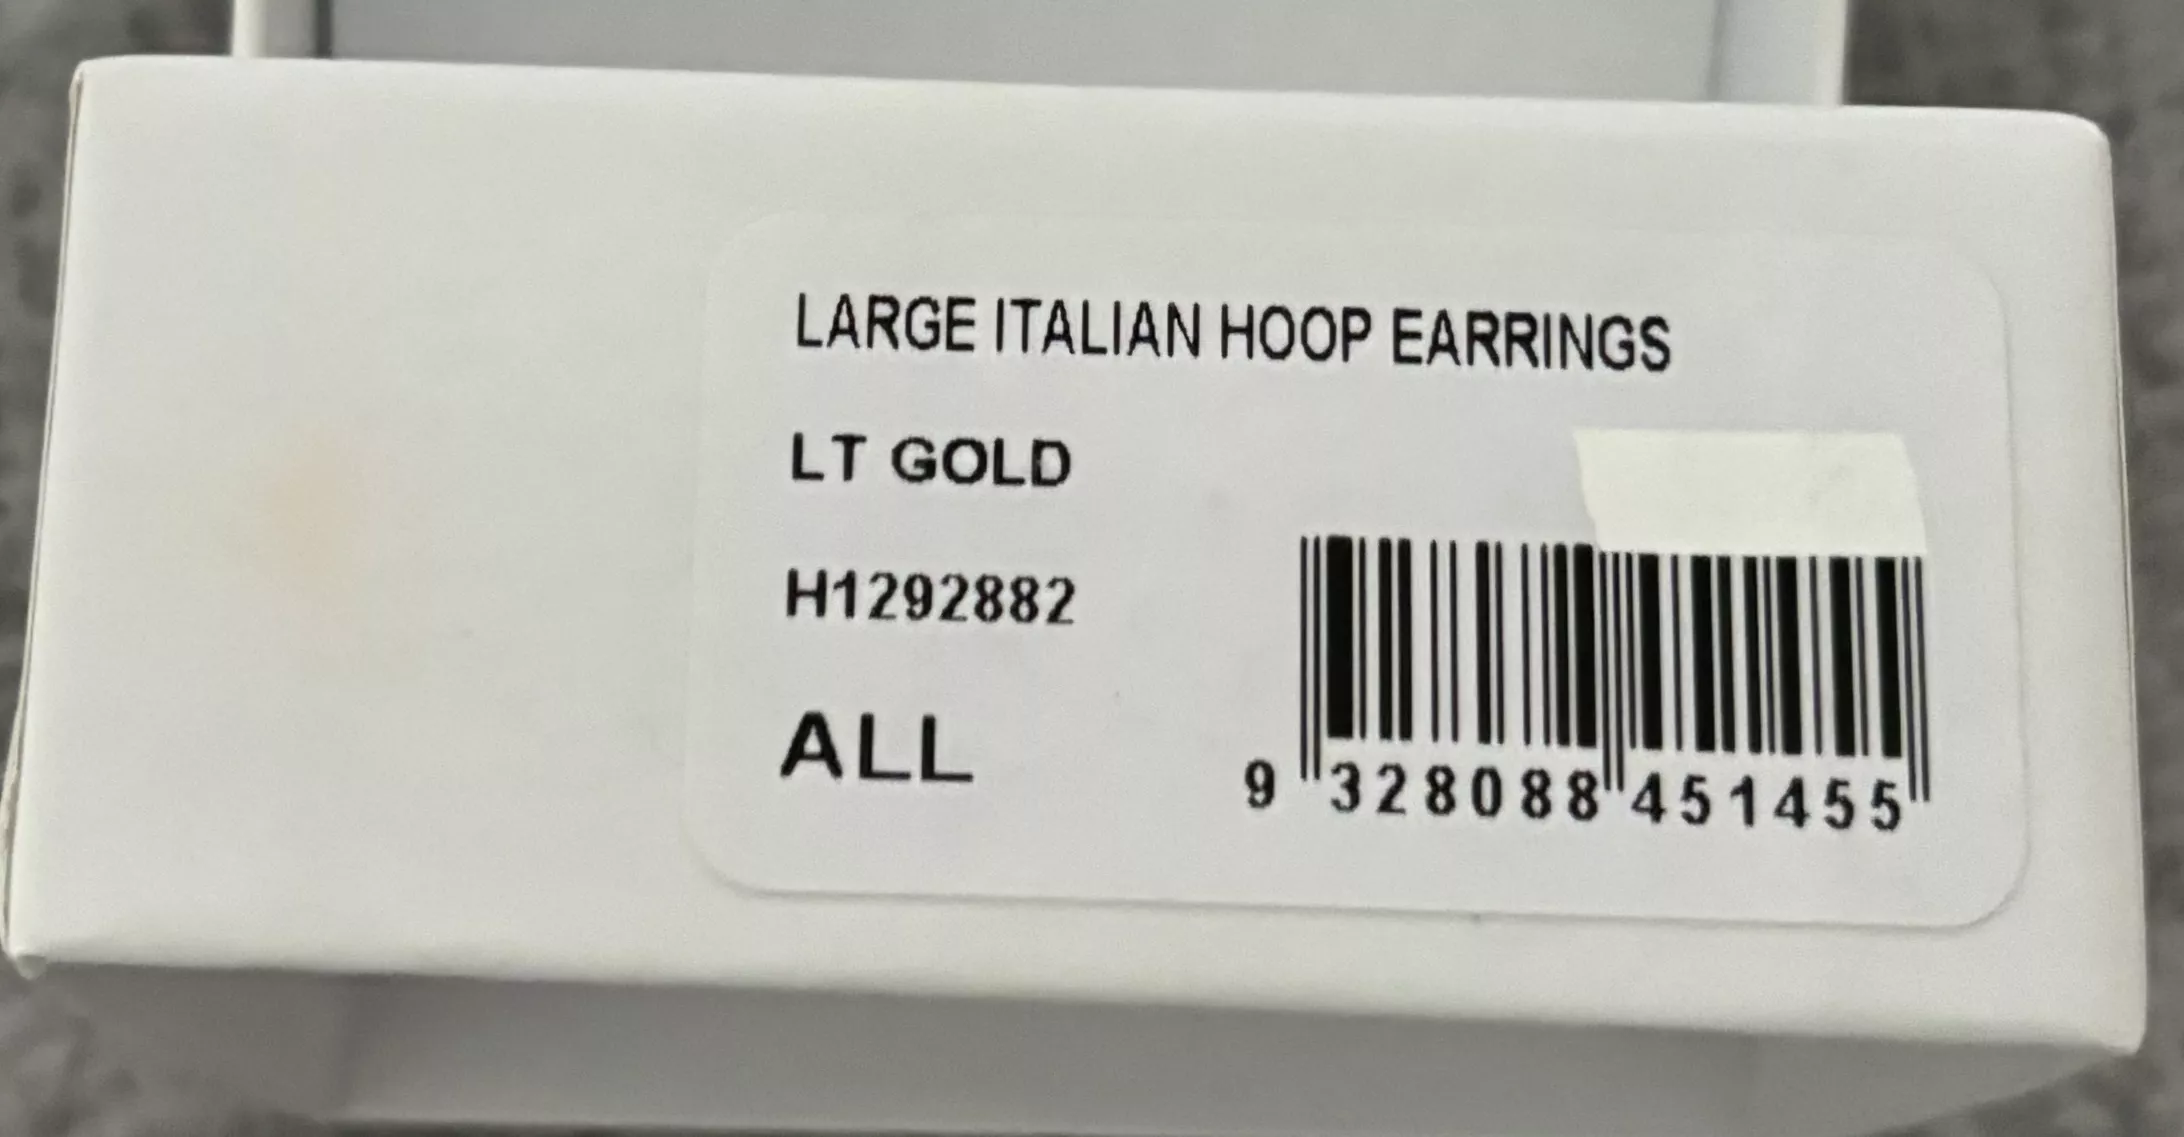 LARGE ITALIAN HOOP EARRINGS
LT GOLD
H1292882
ALL
9 328088 451455